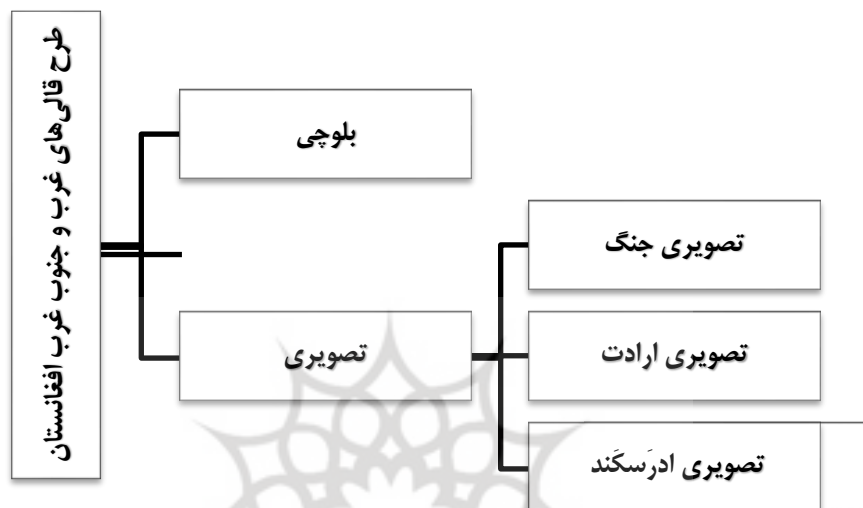 طرح قالی‌های غرب و جنوب غرب افغانستان
بلوچی
تصویری
تصویری جنگ
تصویری ارادت
تصویری ادرَسکَند